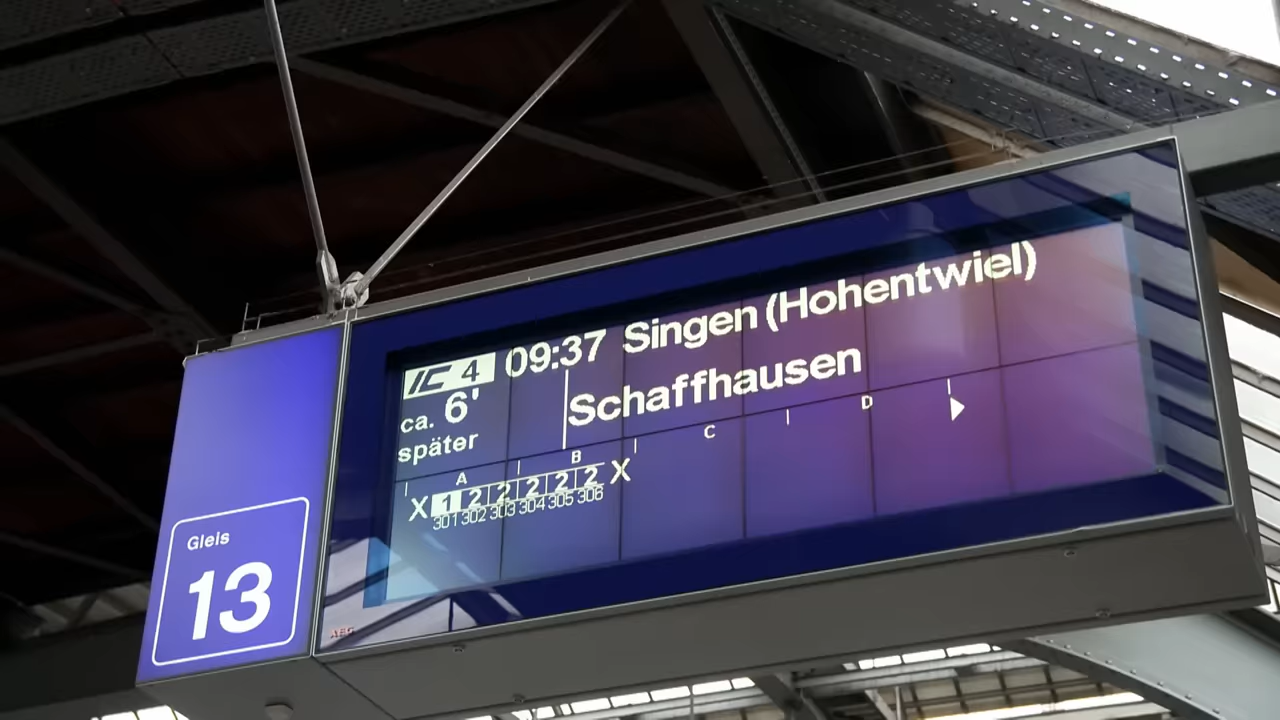 IC 4 09:37 Singen (Hohentwiel)
ca. 6' Schaffhausen
später
A B C D
X 1 2 2 2 2 2 X
301 302 303 304 305 306
Gleis
13
AEG